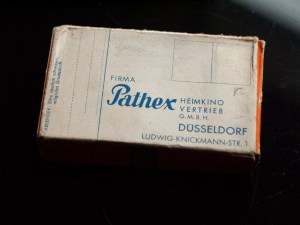 FIRMA
Pathex HEIMKINO
VERTRIEB
G.M.B.H.
DÜSSELDORF
LUDWIG-KNICKMANN-STR. 1